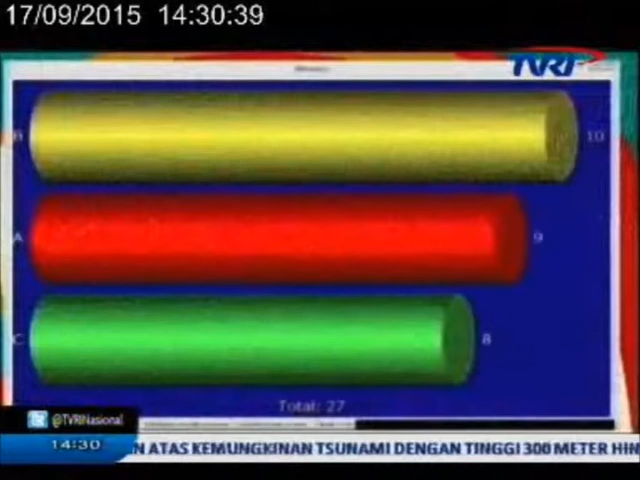 17/09/2015 14:30:39
TVRI
B 10
A 9
C 8
Total: 27
@TVRINasional
14:30
N ATAS KEMUNGKINAN TSUNAMI DENGAN TINGGI 300 METER HIN